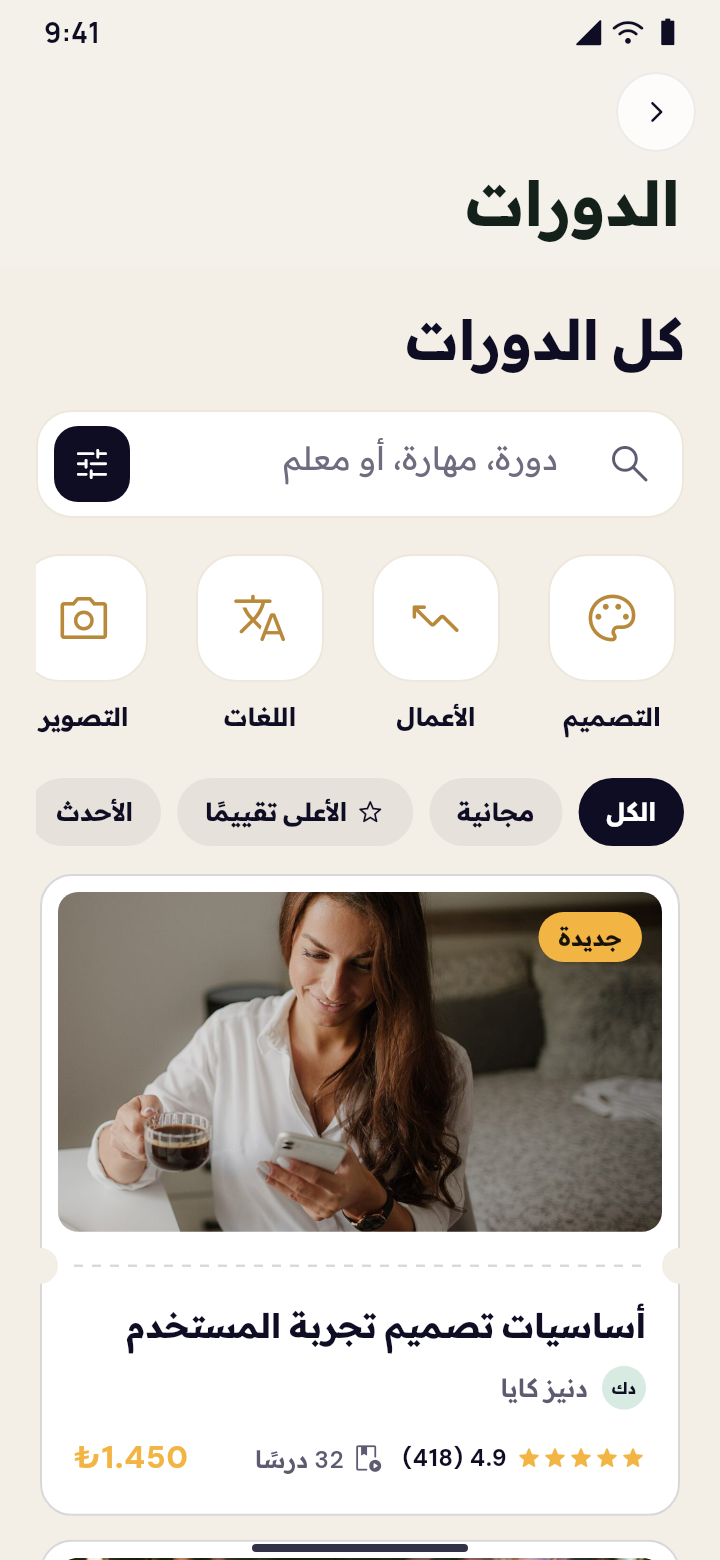 9:41
الدورات
كل الدورات
دورة، مهارة، أو معلم
التصميم
الأعمال
اللغات
التصوير
الكل
مجانية
الأعلى تقييمًا
الأحدث
جديدة
أساسيات تصميم تجربة المستخدم
دك
دنيز كايا
4.9 (418)
32 درسًا
₺1.450